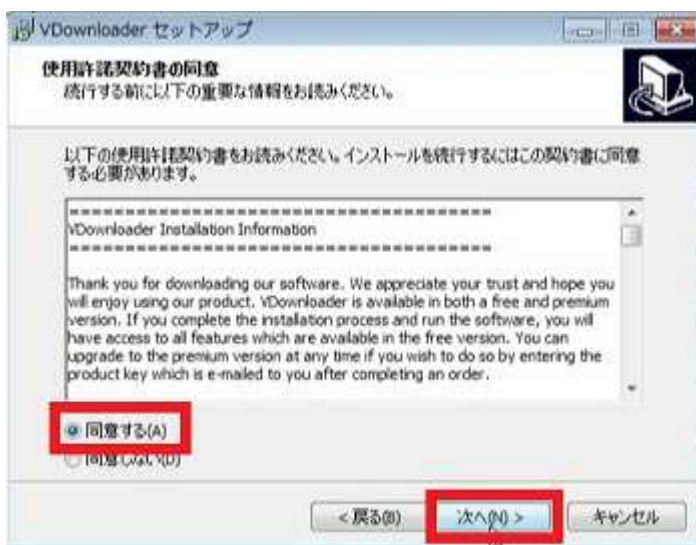 VDownloader セットアップ
使用許諾契約書の同意
続行する前に以下の重要な情報をお読みください。
以下の使用許諾契約書をお読みください。インストールを続行するにはこの契約書に同意
する必要があります。
========================================
VDownloader Installation Information
========================================
Thank you for downloading our software. We appreciate your trust and hope you
will enjoy using our product. VDownloader is available in both a free and premium
version. If you complete the installation process and run the software, you will
have access to all features which are available in the free version. You can
upgrade to the premium version at any time if you wish to do so by entering the
product key which is e-mailed to you after completing an order.
同意する(A)
同意しない(D)
< 戻る(B)
次へ(N) >
キャンセル